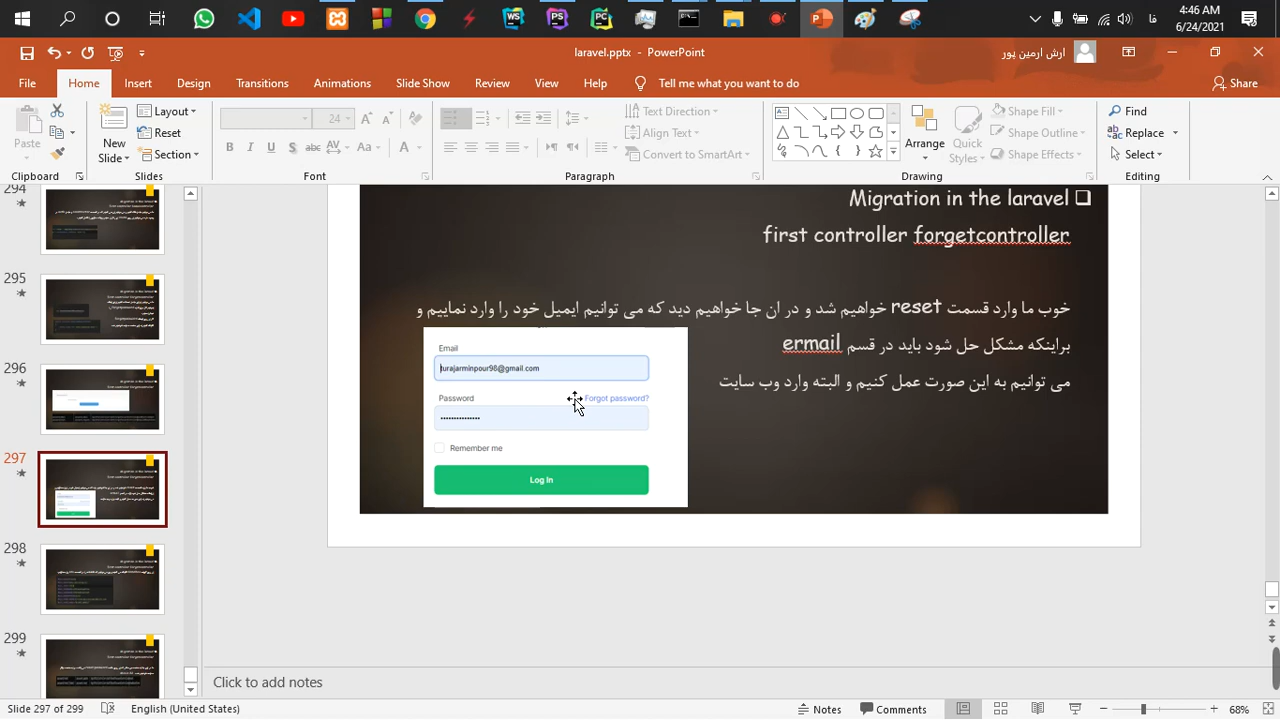 4:46 AM
6/24/2021
laravel.pptx - PowerPoint
ارش ارمین پور
File Home Insert Design Transitions Animations Slide Show Review View Help Tell me what you want to do Share
Paste
New Slide
Layout
Reset
Section
24
Text Direction
Align Text
Convert to SmartArt
Arrange
Quick Styles
Shape Fill
Shape Outline
Shape Effects
Find
Replace
Select
Clipboard Slides Font Paragraph Drawing Editing
294
295
296
297
298
299
Migration in the laravel
first controller forgetcontroller
خوب ما وارد قسمت reset خواهیم شد و در ان جا خواهیم دید که می توانیم ایمیل خود را وارد نماییم و
براینکه مشکل حل شود باید در قسم ermail
می توانیم به این صورت عمل کنیم و البته وارد وب سایت
Email
turajarminpour98@gmail.com
Password Forgot password?
Remember me
Log In
Click to add notes
Slide 297 of 299 English (United States) Notes Comments 68%